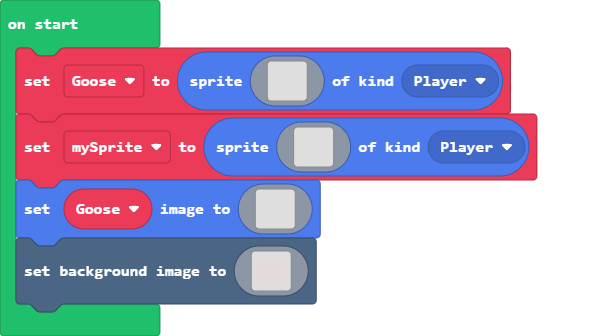 on start
set Goose to sprite of kind Player
set mySprite to sprite of kind Player
set Goose image to
set background image to